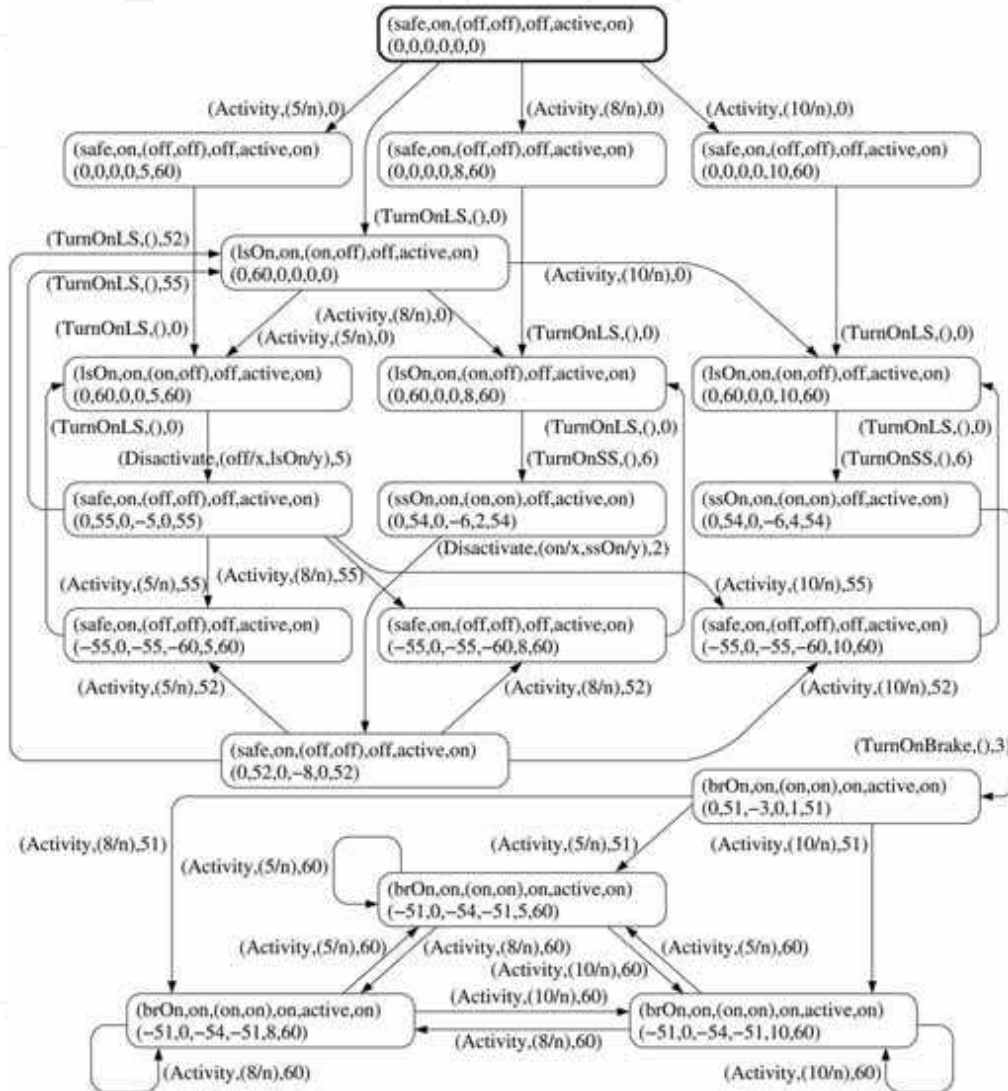 (safe,on,(off,off),off,active,on)
(0,0,0,0,0,0)
(Activity,(5/n),0)
(Activity,(8/n),0)
(Activity,(10/n),0)
(safe,on,(off,off),off,active,on)
(0,0,0,0,5,60)
(safe,on,(off,off),off,active,on)
(0,0,0,0,8,60)
(safe,on,(off,off),off,active,on)
(0,0,0,0,10,60)
(TurnOnLS,(),0)
(TurnOnLS,(),52)
(lsOn,on,(on,off),off,active,on)
(0,60,0,0,0,0)
(TurnOnLS,(),55)
(Activity,(10/n),0)
(Activity,(8/n),0)
(TurnOnLS,(),0)
(Activity,(5/n),0)
(TurnOnLS,(),0)
(TurnOnLS,(),0)
(lsOn,on,(on,off),off,active,on)
(0,60,0,0,5,60)
(lsOn,on,(on,off),off,active,on)
(0,60,0,0,8,60)
(lsOn,on,(on,off),off,active,on)
(0,60,0,0,10,60)
(TurnOnLS,(),0)
(TurnOnLS,(),0)
(TurnOnLS,(),0)
(Disactivate,(off/x,lsOn/y),5)
(TurnOnSS,(),6)
(TurnOnSS,(),6)
(safe,on,(off,off),off,active,on)
(0,55,0,−5,0,55)
(ssOn,on,(on,on),off,active,on)
(0,54,0,−6,2,54)
(ssOn,on,(on,on),off,active,on)
(0,54,0,−6,4,54)
(Disactivate,(on/x,ssOn/y),2)
(Activity,(5/n),55)
(Activity,(8/n),55)
(Activity,(10/n),55)
(safe,on,(off,off),off,active,on)
(−55,0,−55,−60,5,60)
(safe,on,(off,off),off,active,on)
(−55,0,−55,−60,8,60)
(safe,on,(off,off),off,active,on)
(−55,0,−55,−60,10,60)
(Activity,(5/n),52)
(Activity,(8/n),52)
(Activity,(10/n),52)
(safe,on,(off,off),off,active,on)
(0,52,0,−8,0,52)
(TurnOnBrake,(),3)
(brOn,on,(on,on),on,active,on)
(0,51,−3,0,1,51)
(Activity,(8/n),51)
(Activity,(5/n),51)
(Activity,(10/n),51)
(Activity,(5/n),60)
(brOn,on,(on,on),on,active,on)
(−51,0,−54,−51,5,60)
(Activity,(5/n),60)
(Activity,(8/n),60)
(Activity,(5/n),60)
(Activity,(10/n),60)
(brOn,on,(on,on),on,active,on)
(−51,0,−54,−51,8,60)
(Activity,(10/n),60)
(brOn,on,(on,on),on,active,on)
(−51,0,−54,−51,10,60)
(Activity,(8/n),60)
(Activity,(8/n),60)
(Activity,(10/n),60)